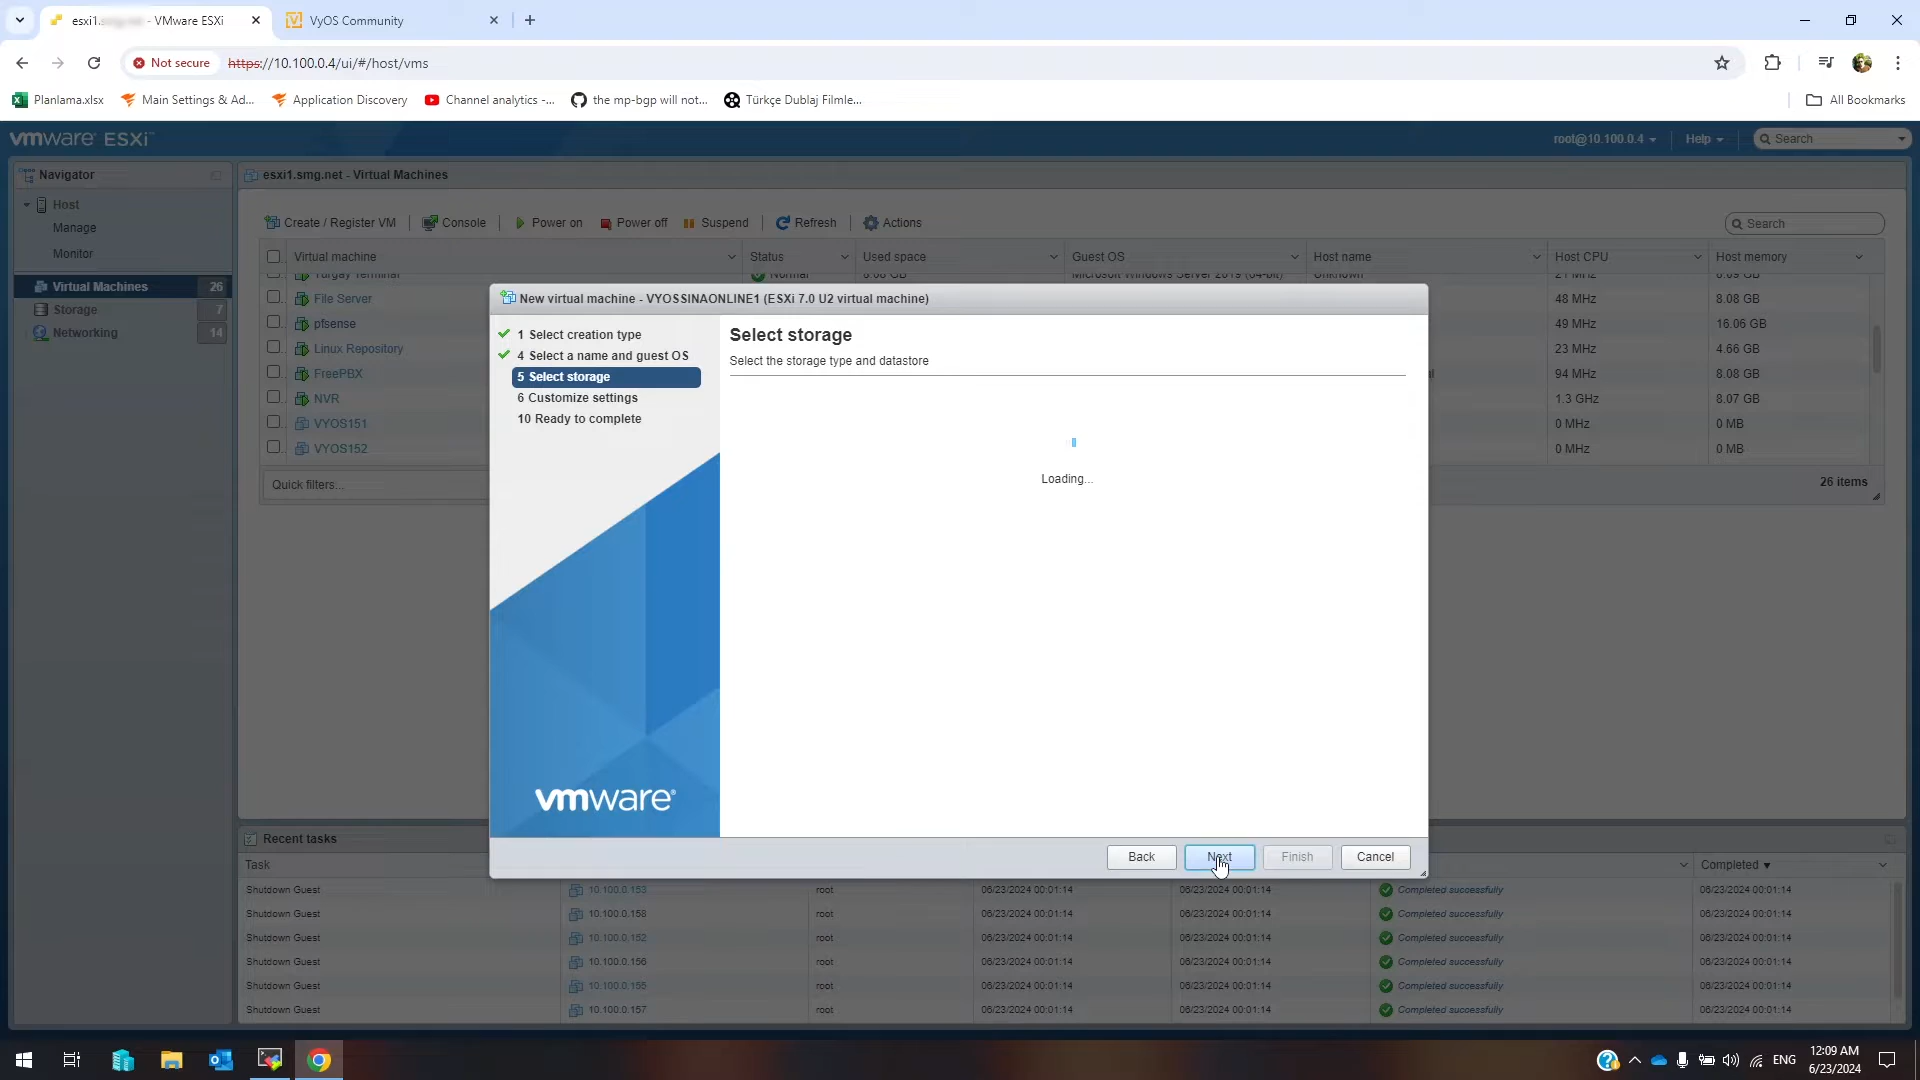 esxi1. - VMware ESXi
VyOS Community
Not secure
https://10.100.0.4/ui/#/host/vms
Planlama.xlsx
Main Settings & Ad...
Application Discovery
Channel analytics -...
the mp-bgp will not...
Türkçe Dublaj Filmle...
All Bookmarks
vmware ESXi
root@10.100.0.4
Help
Search
Navigator
esxi1.smg.net - Virtual Machines
Host
Manage
Monitor
Virtual Machines 26
Storage 7
Networking 14
Create / Register VM
Console
Power on
Power off
Suspend
Refresh
Actions
Search
Virtual machine
Status
Used space
Guest OS
Host name
Host CPU
Host memory
Turgay Terminal
Normal
Microsoft Windows Server 2019 (64-bit)
Unknown
File Server
48 MHz
8.08 GB
pfsense
49 MHz
16.06 GB
Linux Repository
23 MHz
4.66 GB
FreePBX
94 MHz
8.08 GB
NVR
1.3 GHz
8.07 GB
VYOS151
0 MHz
0 MB
VYOS152
0 MHz
0 MB
Quick filters...
26 items
New virtual machine - VYOSSINAONLINE1 (ESXi 7.0 U2 virtual machine)
1 Select creation type
4 Select a name and guest OS
5 Select storage
6 Customize settings
10 Ready to complete
vmware
Select storage
Select the storage type and datastore
Loading...
Back
Next
Finish
Cancel
Recent tasks
Task
Completed
Shutdown Guest 10.100.0.153 root 06/23/2024 00:01:14 06/23/2024 00:01:14 Completed successfully 06/23/2024 00:01:14
Shutdown Guest 10.100.0.158 root 06/23/2024 00:01:14 06/23/2024 00:01:14 Completed successfully 06/23/2024 00:01:14
Shutdown Guest 10.100.0.152 root 06/23/2024 00:01:14 06/23/2024 00:01:14 Completed successfully 06/23/2024 00:01:14
Shutdown Guest 10.100.0.156 root 06/23/2024 00:01:14 06/23/2024 00:01:14 Completed successfully 06/23/2024 00:01:14
Shutdown Guest 10.100.0.155 root 06/23/2024 00:01:14 06/23/2024 00:01:14 Completed successfully 06/23/2024 00:01:14
Shutdown Guest 10.100.0.157 root 06/23/2024 00:01:14 06/23/2024 00:01:14 Completed successfully 06/23/2024 00:01:14
ENG
12:09 AM
6/23/2024